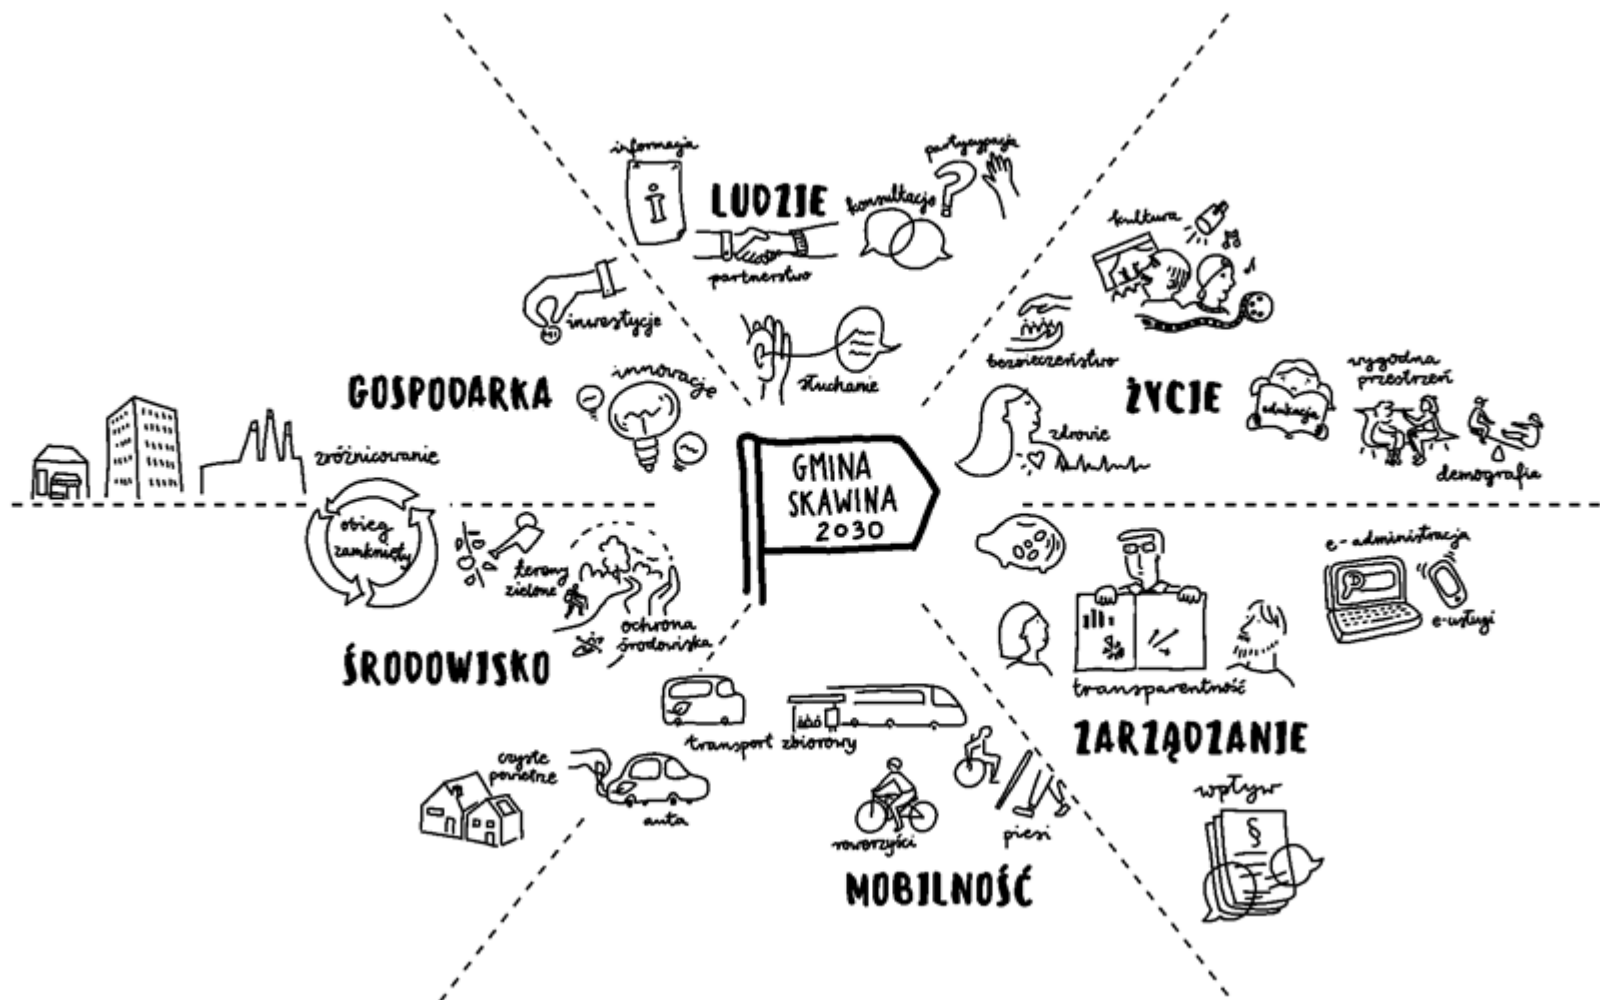 informacja
LUDZIE
partycypacja
konsultacje
partnerstwo
słuchanie
inwestycje
innowacje
GOSPODARKA
zróżnicowanie
kultura
bezpieczeństwo
ŻYCIE
edukacja
wygodna
przestrzeń
zdrowie
demografia
GMINA
SKAWINA
2030
obieg
zamknięty
tereny
zielone
ochrona
środowiska
ŚRODOWISKO
czyste
powietrze
transport zbiorowy
auta
rowerzyści
piesi
MOBILNOŚĆ
e-administracja
e-usługi
transparentność
ZARZĄDZANIE
wpływ
§